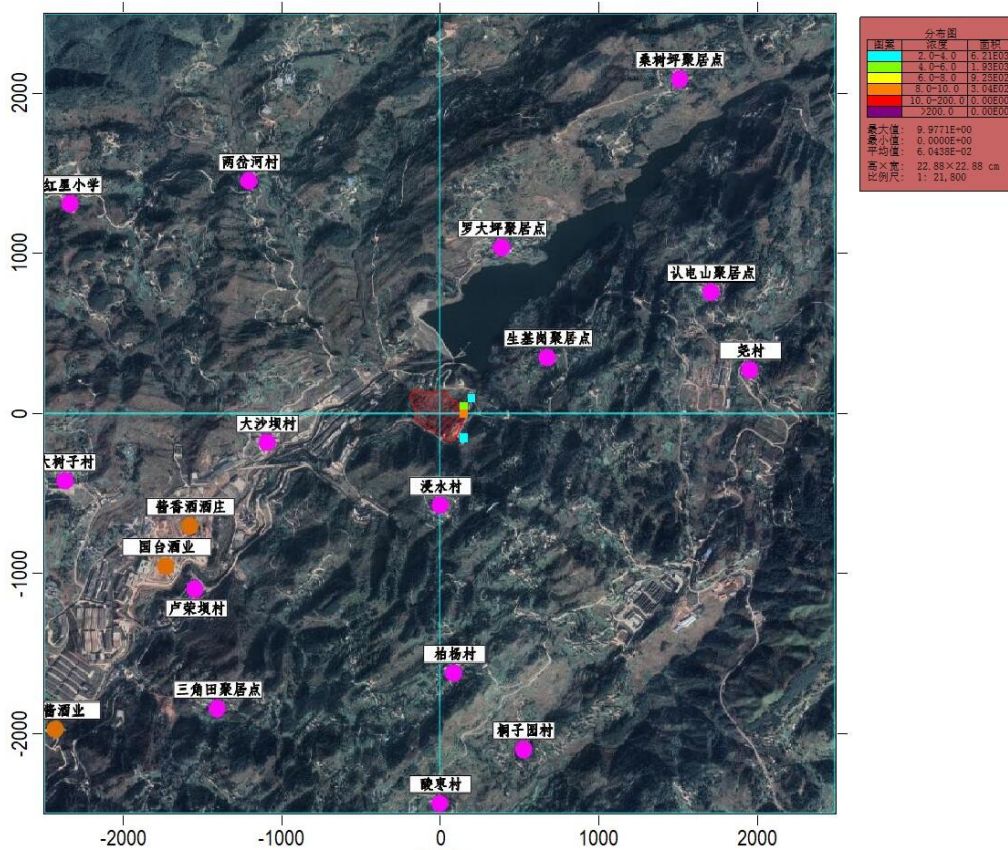 分布图
图案 浓度 面积
2.0-4.0 6.21E03
4.0-6.0 1.93E03
6.0-8.0 9.25E02
8.0-10.0 3.04E02
10.0-200.0 0.00E00
>200.0 0.00E00
最大值: 9.9771E+00
最小值: 0.0000E+00
平均值: 6.0438E-02
高×宽: 22.88×22.88 cm
比例尺: 1: 21,800
2000
桑树坪聚居点
两岔河村
红星小学
罗大坪聚居点
1000
认电山聚居点
生基岗聚居点
尧村
0
大沙坝村
大树子村
浸水村
酱香酒酒庄
国台酒业
-1000
卢荣坝村
柏杨村
三角田聚居点
酱酒业
桐子园村
-2000
酸枣村
-2000 -1000 0 1000 2000